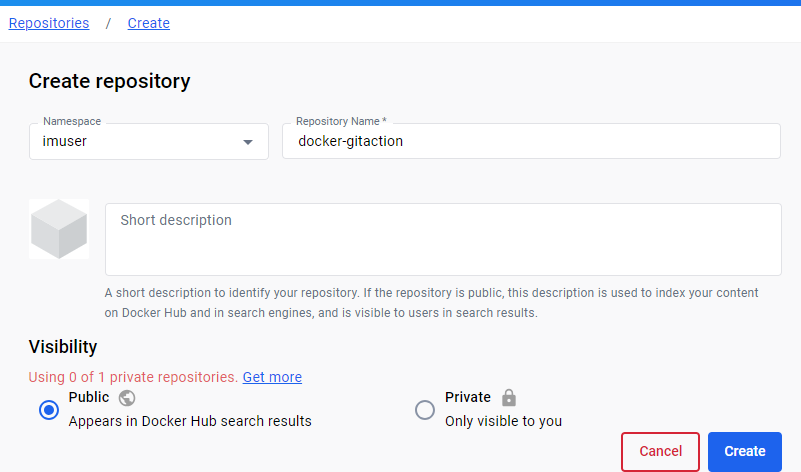 Repositories / Create
Create repository
Namespace
imuser
Repository Name *
docker-gitaction
Short description
A short description to identify your repository. If the repository is public, this description is used to index your content
on Docker Hub and in search engines, and is visible to users in search results.
Visibility
Using 0 of 1 private repositories. Get more
Public
Appears in Docker Hub search results
Private
Only visible to you
Cancel
Create